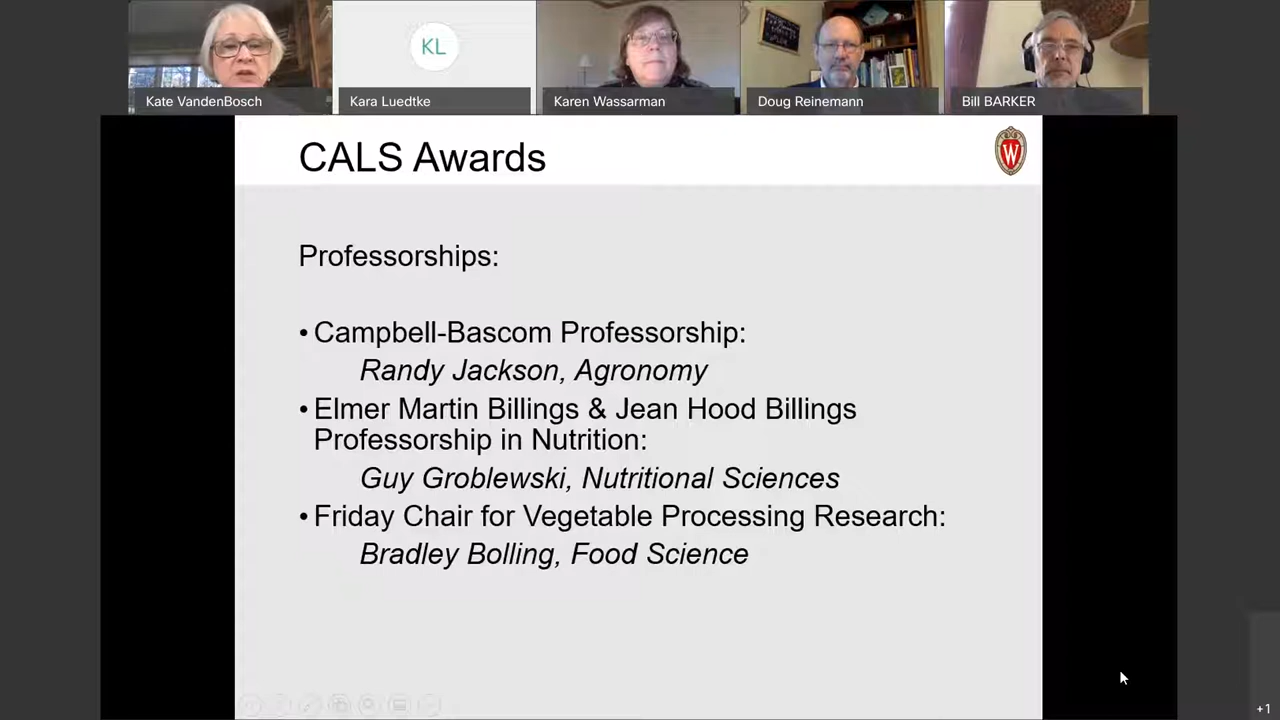 KL
Kate VandenBosch
Kara Luedtke
Karen Wassarman
Doug Reinemann
Bill BARKER
CALS Awards
W
Professorships:
• Campbell-Bascom Professorship:
Randy Jackson, Agronomy
• Elmer Martin Billings & Jean Hood Billings
Professorship in Nutrition:
Guy Groblewski, Nutritional Sciences
• Friday Chair for Vegetable Processing Research:
Bradley Bolling, Food Science
+1